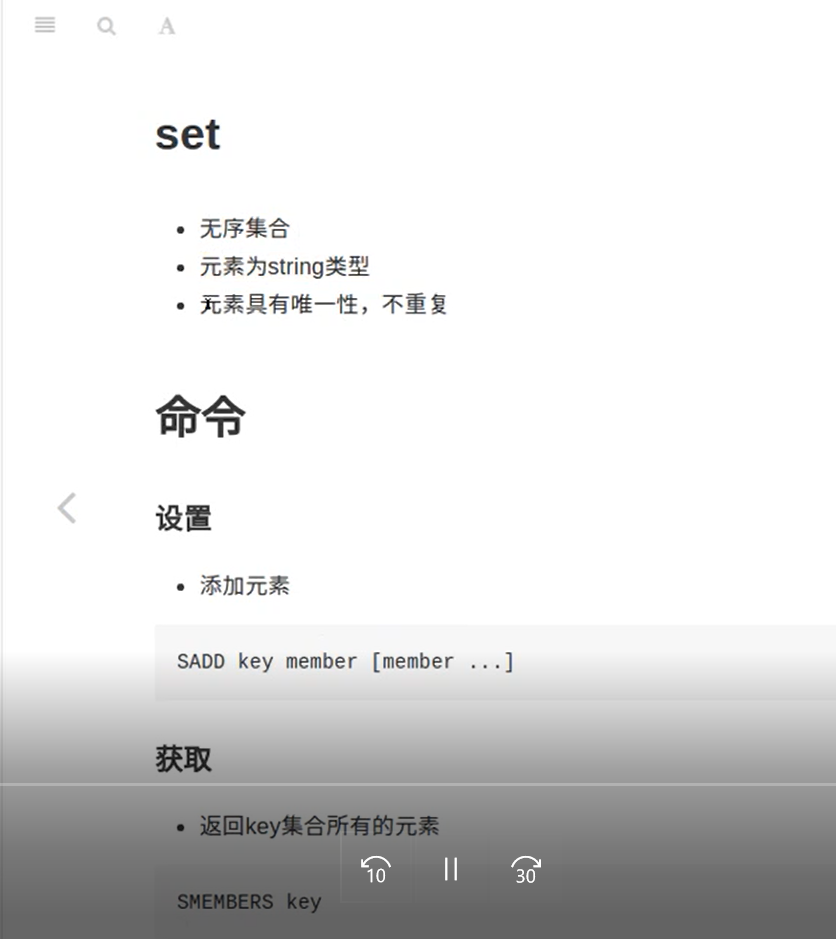 A
set
无序集合
元素为string类型
元素具有唯一性，不重复
命令
设置
添加元素
SADD key member [member ...]
获取
返回key集合所有的元素
10
30
SMEMBERS key